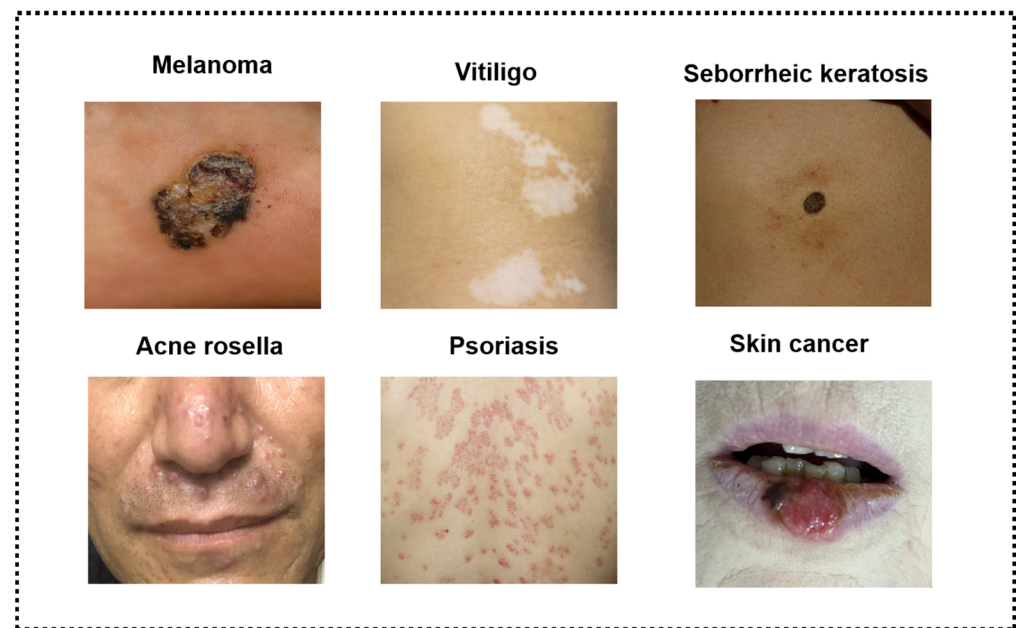 Melanoma
Vitiligo
Seborrheic keratosis
Acne rosella
Psoriasis
Skin cancer